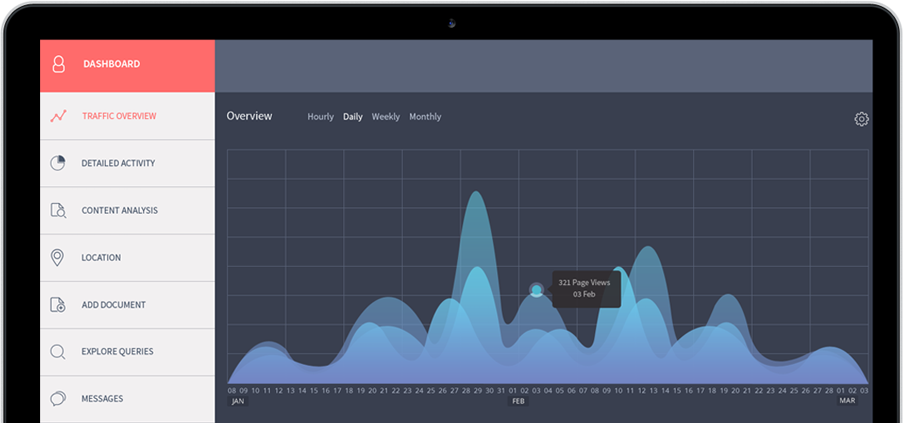 DASHBOARD
TRAFFIC OVERVIEW
DETAILED ACTIVITY
CONTENT ANALYSIS
LOCATION
ADD DOCUMENT
EXPLORE QUERIES
MESSAGES
Overview Hourly Daily Weekly Monthly
321 Page Views
03 Feb
08 09 10 11 12 13 14 15 16 17 18 19 20 21 22 23 24 25 26 27 28 29 30 31 01 02 03 04 05 06 07 08 09 10 11 12 13 14 15 16 17 18 19 20 21 22 23 24 25 26 27 28 01 02 03
JAN FEB MAR